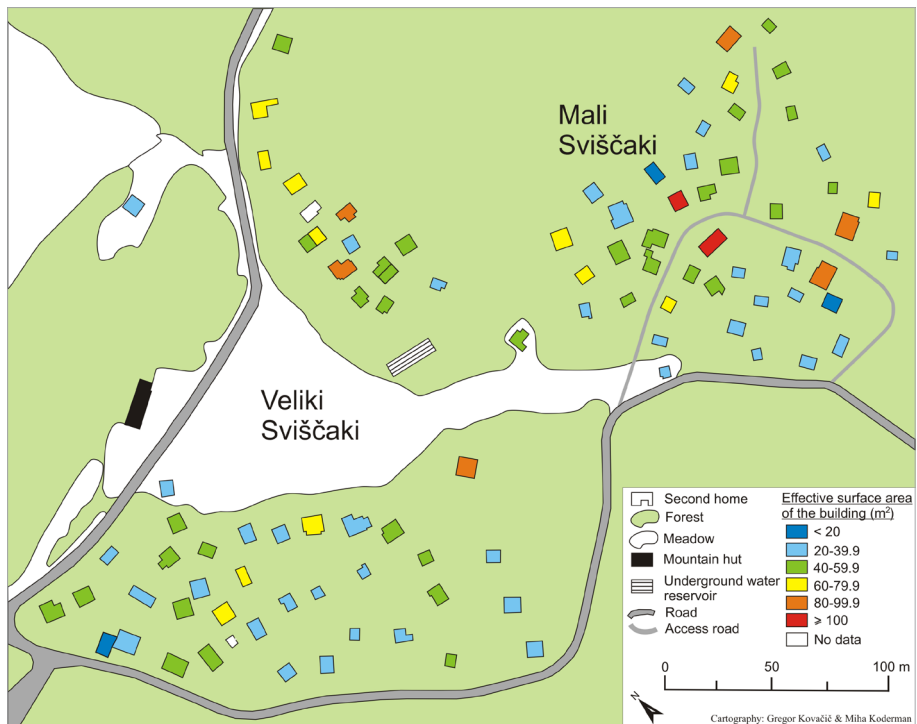 Mali
Sviščaki
Veliki
Sviščaki
Second home
Forest
Meadow
Mountain hut
Underground water
reservoir
Road
Access road
Effective surface area
of the building (m²)
< 20
20-39.9
40-59.9
60-79.9
80-99.9
≥ 100
No data
0 50 100 m
N
Cartography: Gregor Kovačič & Miha Koderman